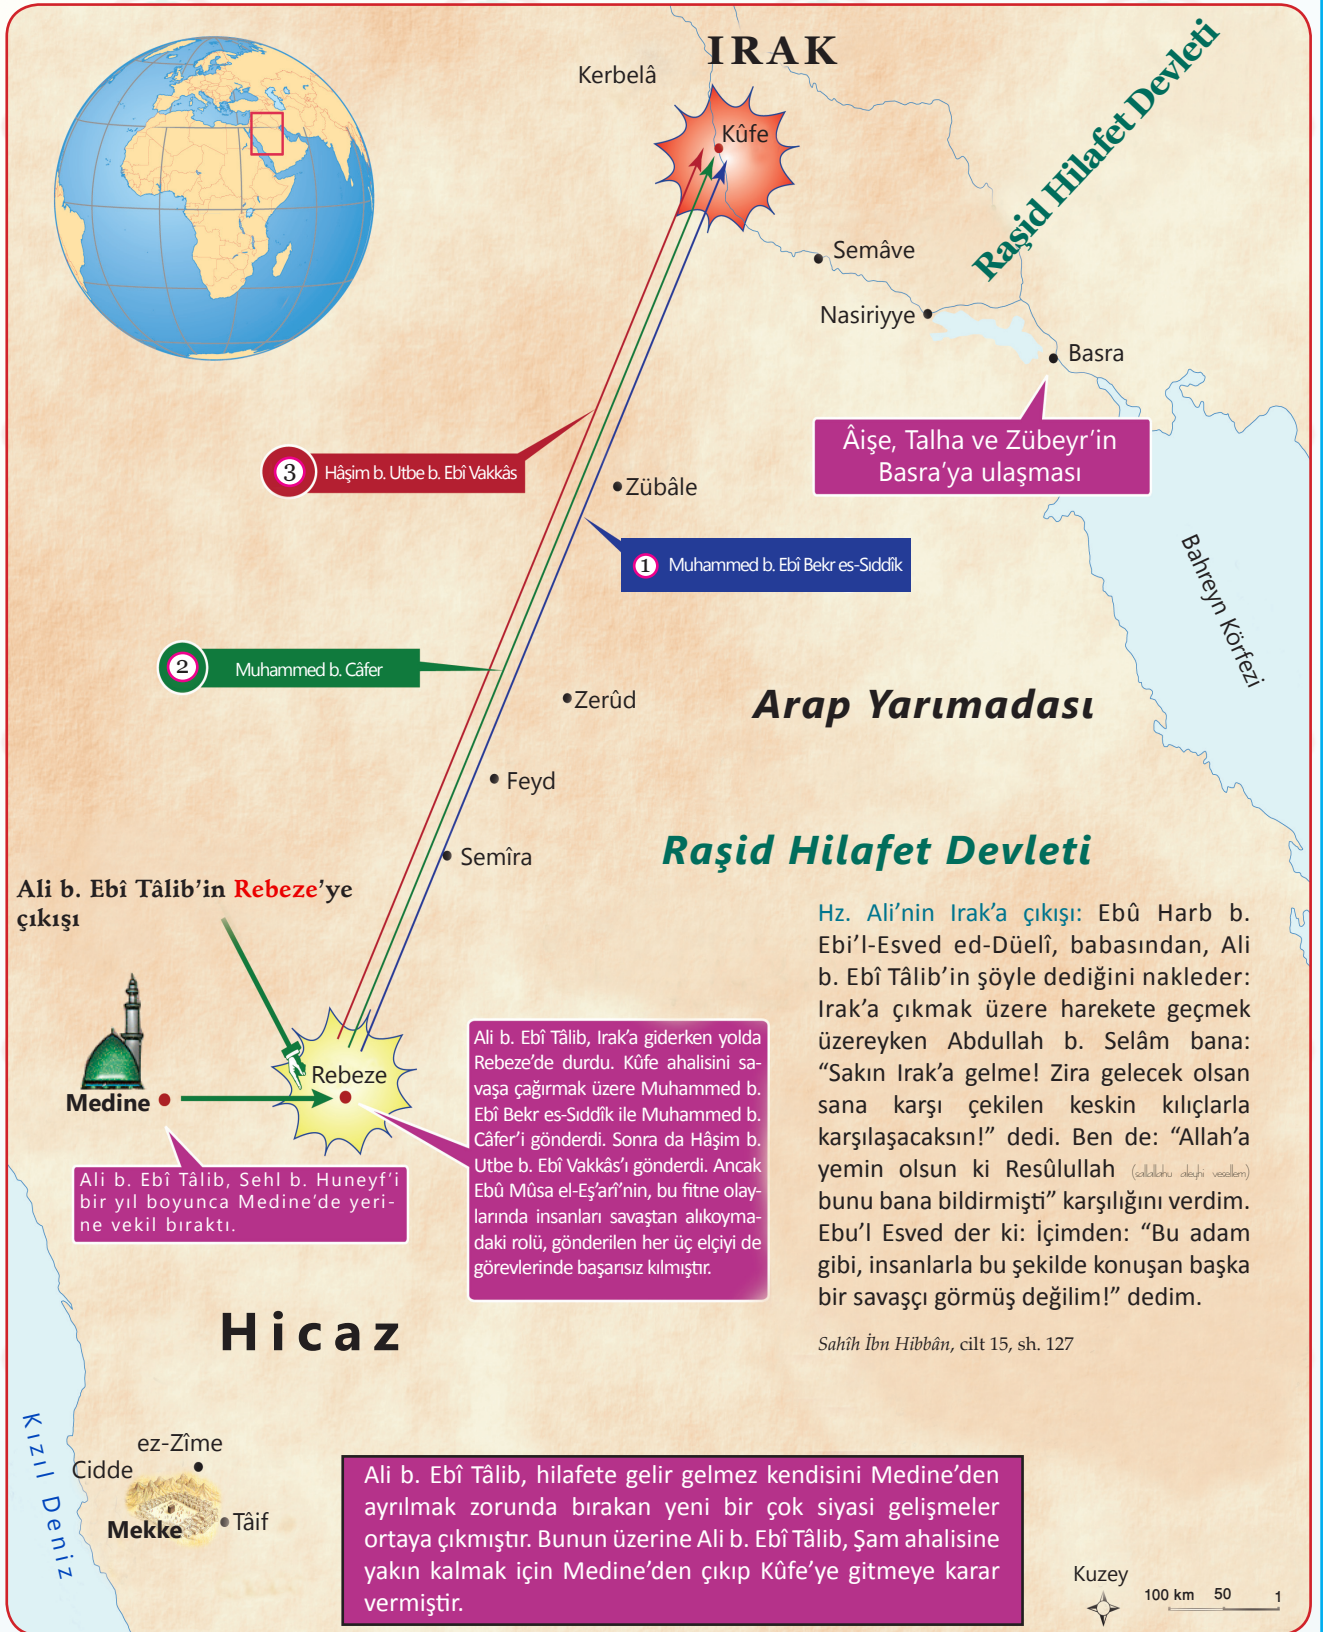 IRAK
Kerbelâ
Raşid Hilafet Devleti
Kûfe
Semâve
Nasiriyye
Basra
Âişe, Talha ve Zübeyr’in
Basra’ya ulaşması
3 Hâşim b. Utbe b. Ebî Vakkâs
Zübâle
Bahreyn Körfezi
1 Muhammed b. Ebî Bekr es-Sıddîk
2 Muhammed b. Câfer
Zerûd
Arap Yarımadası
Feyd
Semîra
Raşid Hilafet Devleti
Ali b. Ebî Tâlib’in Rebeze’ye
çıkışı
Hz. Ali’nin Irak’a çıkışı: Ebû Harb b.
Ebi’l-Esved ed-Düelî, babasından, Ali
b. Ebî Tâlib’in şöyle dediğini nakleder:
Irak’a çıkmak üzere harekete geçmek
üzereyken Abdullah b. Selâm bana:
“Sakın Irak’a gelme! Zira gelecek olsan
sana karşı çekilen keskin kılıçlarla
karşılaşacaksın!” dedi. Ben de: “Allah’a
yemin olsun ki Resûlullah (sallallahu aleyhi vesellem)
bunu bana bildirmişti” karşılığını verdim.
Ebu’l Esved der ki: İçimden: “Bu adam
gibi, insanlarla bu şekilde konuşan başka
bir savaşçı görmüş değilim!” dedim.
Sahîh İbn Hibbân, cilt 15, sh. 127
Rebeze
Medine
Ali b. Ebî Tâlib, Irak’a giderken yolda
Rebeze’de durdu. Kûfe ahalisini sa-
vaşa çağırmak üzere Muhammed b.
Ebî Bekr es-Sıddîk ile Muhammed b.
Câfer’i gönderdi. Sonra da Hâşim b.
Utbe b. Ebî Vakkâs’ı gönderdi. Ancak
Ebû Mûsa el-Eş’arî’nin, bu fitne olay-
larında insanları savaştan alıkoyma-
daki rolü, gönderilen her üç elçiyi de
görevlerinde başarısız kılmıştır.
Ali b. Ebî Tâlib, Sehl b. Huneyf’i
bir yıl boyunca Medine’de yeri-
ne vekil bıraktı.
Hicaz
Kızıl Deniz
ez-Zîme
Cidde
Mekke
Tâif
Ali b. Ebî Tâlib, hilafete gelir gelmez kendisini Medine’den
ayrılmak zorunda bırakan yeni bir çok siyasi gelişmeler
ortaya çıkmıştır. Bunun üzerine Ali b. Ebî Tâlib, Şam ahalisine
yakın kalmak için Medine’den çıkıp Kûfe’ye gitmeye karar
vermiştir.
Kuzey
100 km 50 1